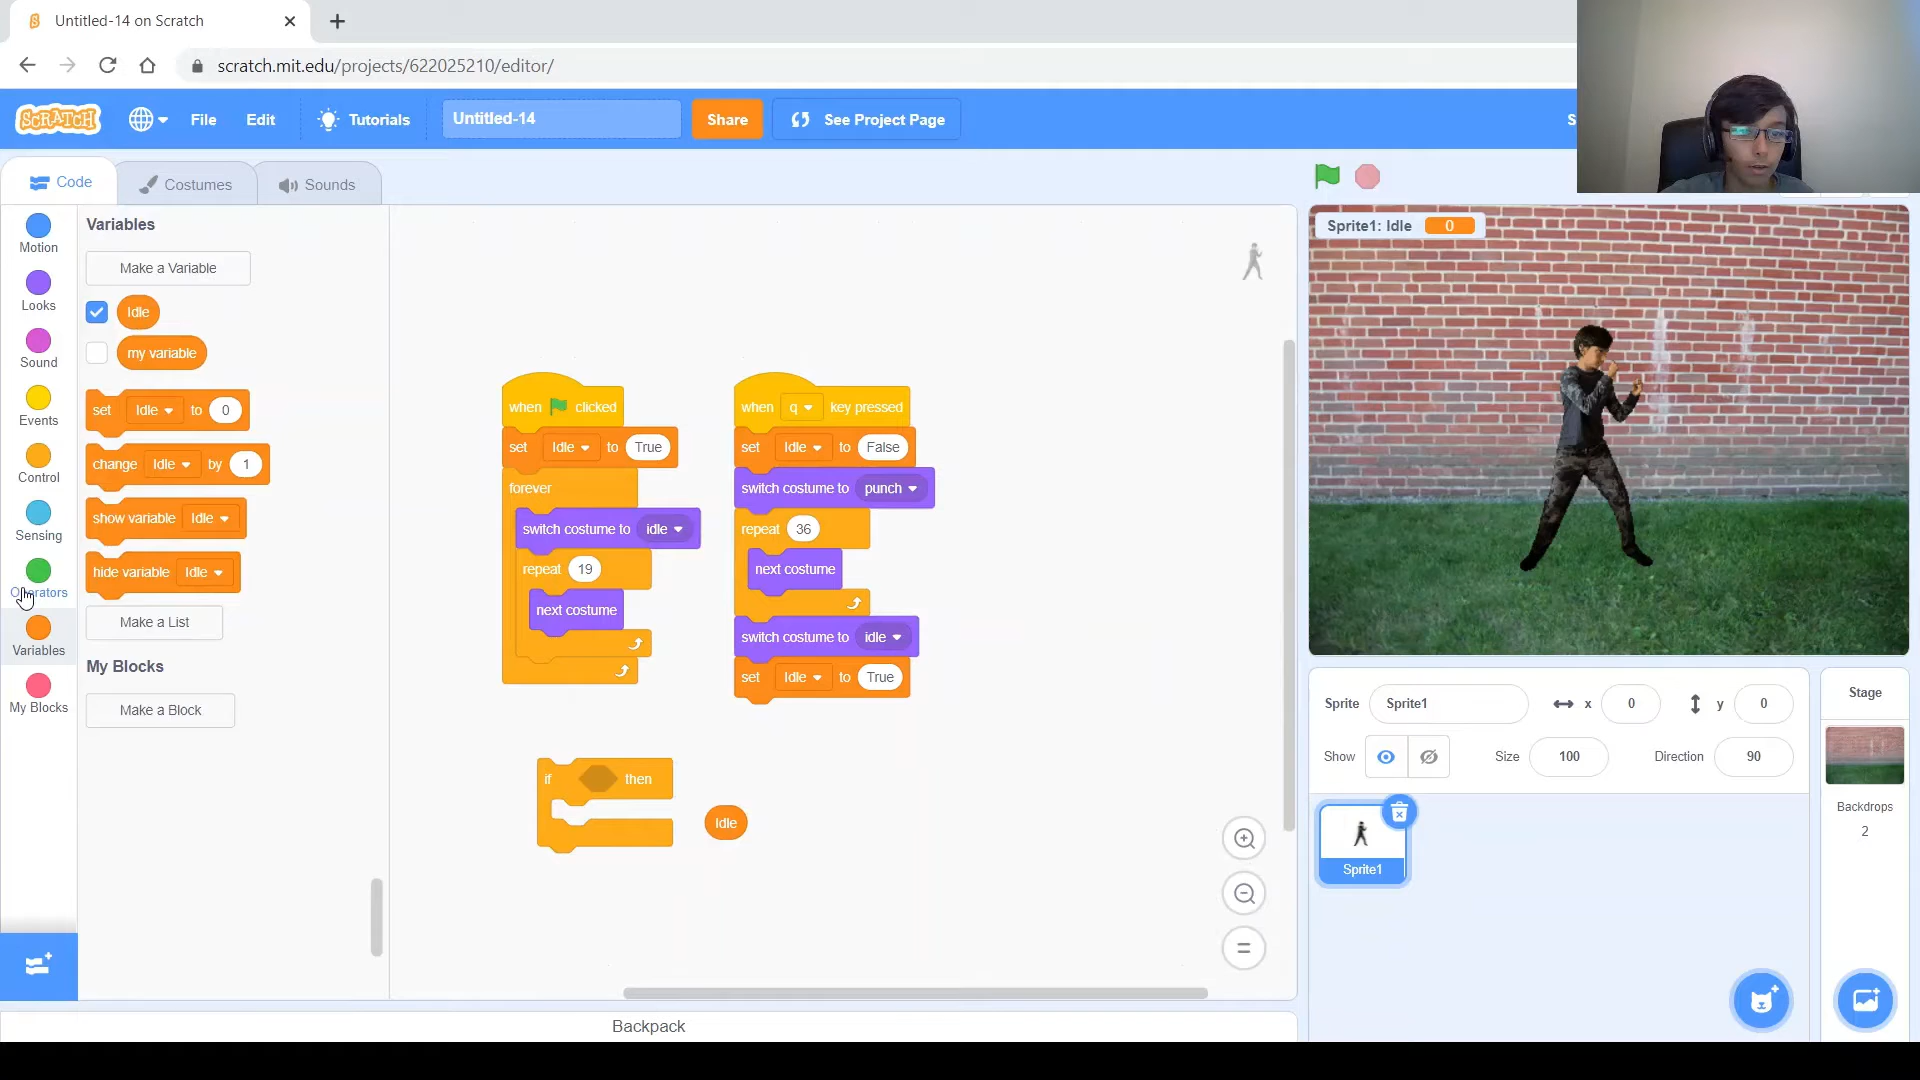 Untitled-14 on Scratch
scratch.mit.edu/projects/622025210/editor/
SCRATCH
File
Edit
Tutorials
Untitled-14
Share
See Project Page
S
Code
Costumes
Sounds
Motion
Looks
Sound
Events
Control
Sensing
Operators
Variables
My Blocks
Variables
Make a Variable
Idle
my variable
set Idle to 0
change Idle by 1
show variable Idle
hide variable Idle
Make a List
My Blocks
Make a Block
when clicked
set Idle to True
forever
switch costume to idle
repeat 19
next costume
when q key pressed
set Idle to False
switch costume to punch
repeat 36
next costume
switch costume to idle
set Idle to True
if then
Idle
Backpack
Sprite1: Idle 0
Sprite Sprite1 x 0 y 0
Show Size 100 Direction 90
Sprite1
Stage
Backdrops
2